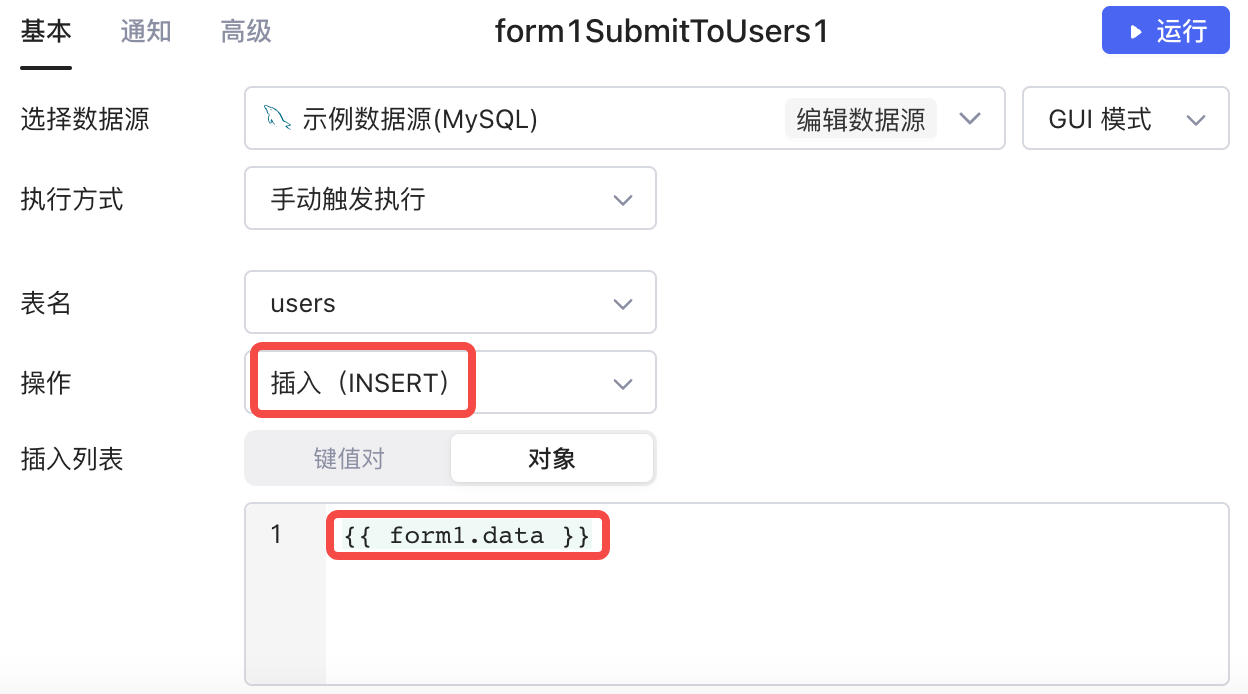 基本 通知 高级 form1SubmitToUsers1 运行
选择数据源 示例数据源(MySQL) 编辑数据源 GUI 模式
执行方式 手动触发执行
表名 users
操作 插入（INSERT）
插入列表 键值对 对象
1 {{ form1.data }}